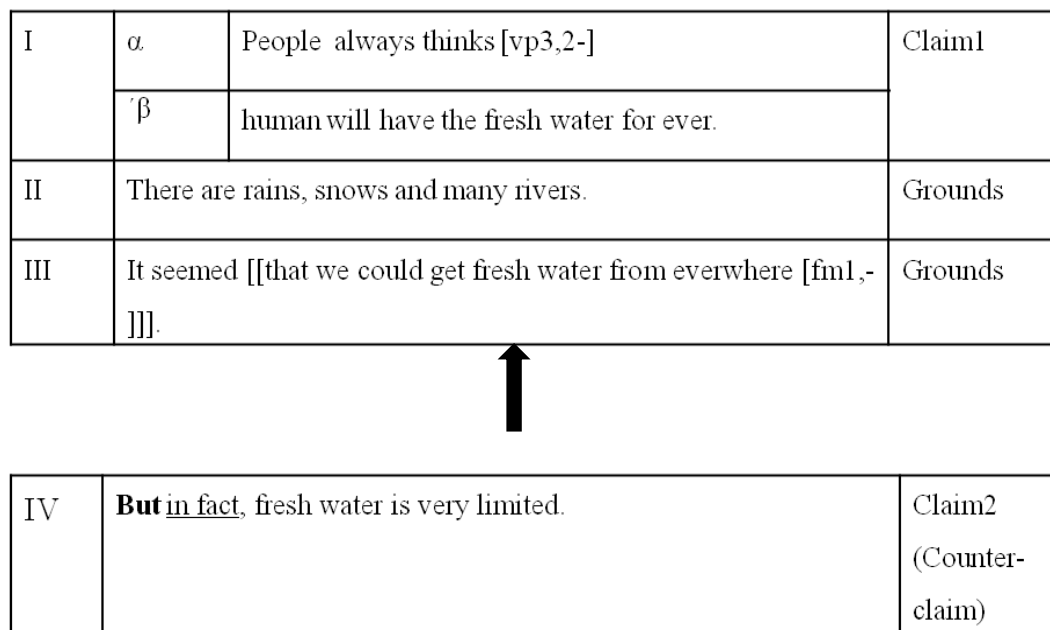 I α People always thinks [vp3,2-] Claim1
´β human will have the fresh water for ever.
II There are rains, snows and many rivers. Grounds
III It seemed [[that we could get fresh water from everwhere [fm1,- Grounds
]]].
IV But in fact, fresh water is very limited. Claim2
(Counter-
claim)